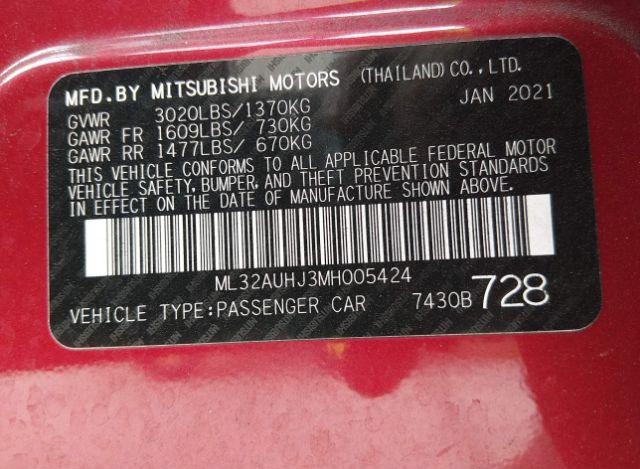 MFD.BY MITSUBISHI MOTORS (THAILAND)CO.,LTD.
GVWR 3020LBS/1370KG JAN 2021
GAWR FR 1609LBS/ 730KG
GAWR RR 1477LBS/ 670KG
THIS VEHICLE CONFORMS TO ALL APPLICABLE FEDERAL MOTOR
VEHICLE SAFETY, BUMPER, AND THEFT PREVENTION STANDARDS
IN EFFECT ON THE DATE OF MANUFACTURE SHOWN ABOVE.
ML32AUHJ3MH005424
VEHICLE TYPE:PASSENGER CAR 7430B 728